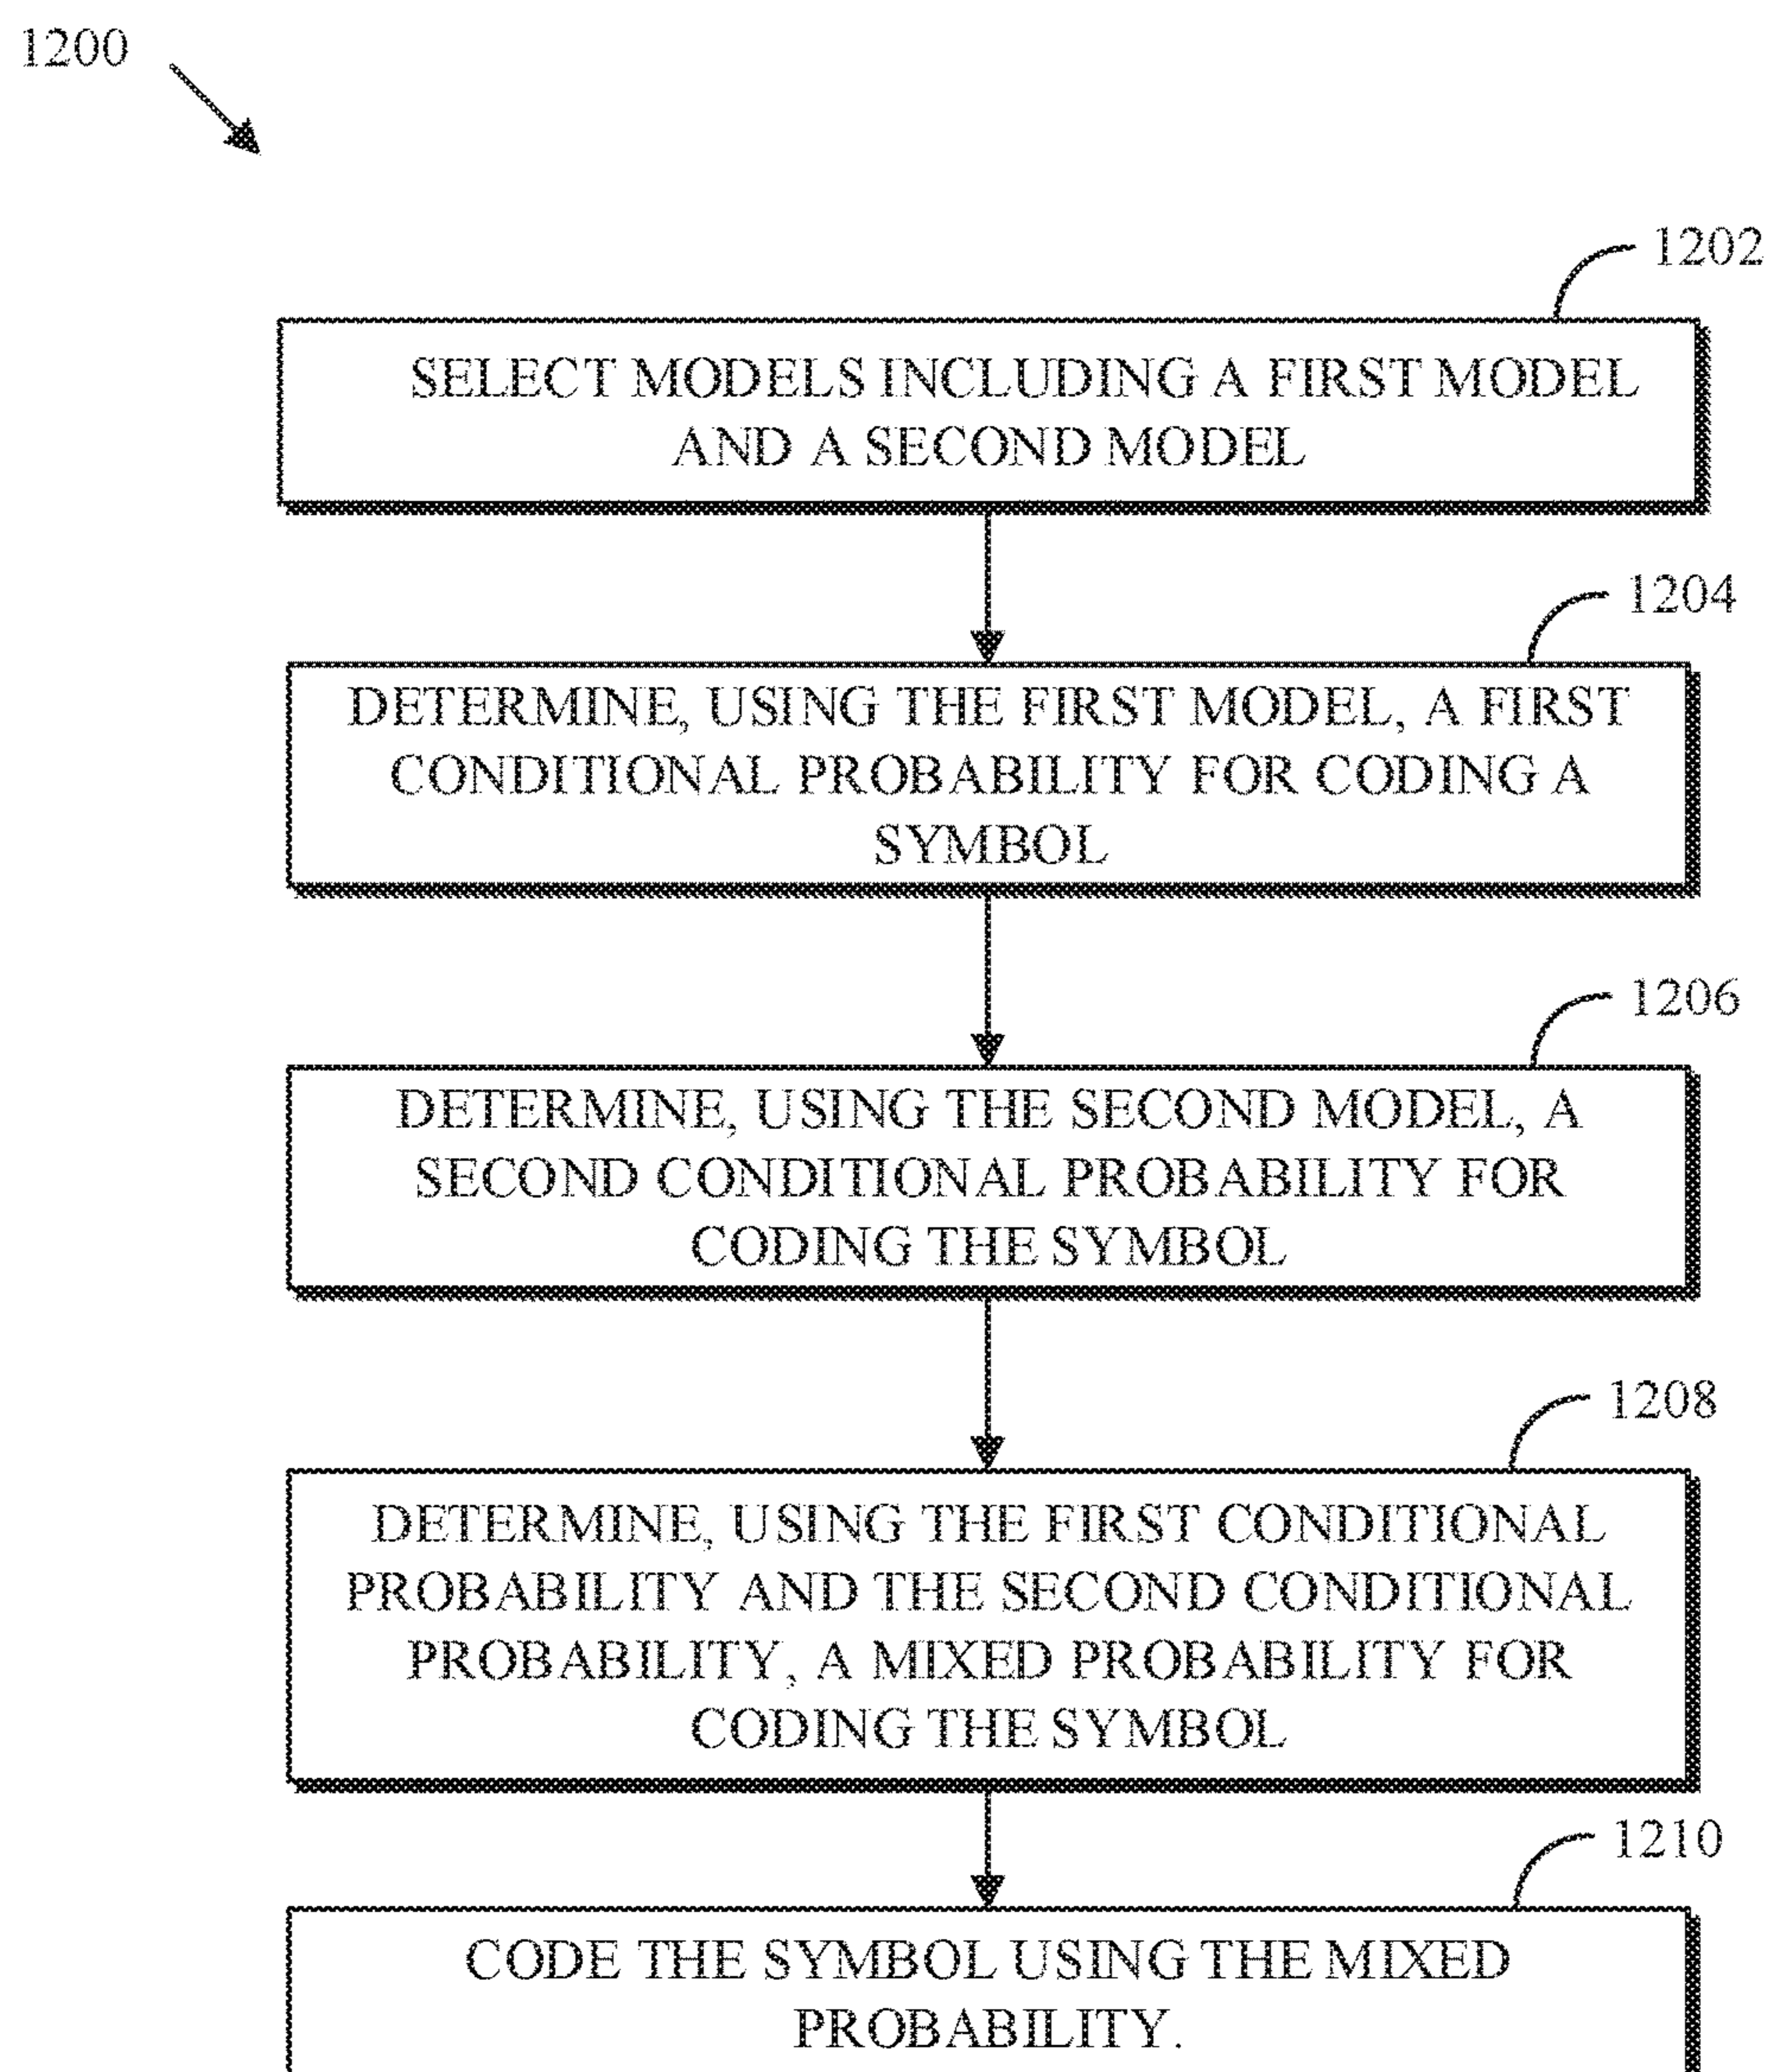 1200
1202
SELECT MODELS INCLUDING A FIRST MODEL
AND A SECOND MODEL
1204
DETERMINE, USING THE FIRST MODEL, A FIRST
CONDITIONAL PROBABILITY FOR CODING A
SYMBOL
1206
DETERMINE, USING THE SECOND MODEL, A
SECOND CONDITIONAL PROBABILITY FOR
CODING THE SYMBOL
1208
DETERMINE, USING THE FIRST CONDITIONAL
PROBABILITY AND THE SECOND CONDITIONAL
PROBABILITY, A MIXED PROBABILITY FOR
CODING THE SYMBOL
1210
CODE THE SYMBOL USING THE MIXED
PROBABILITY.